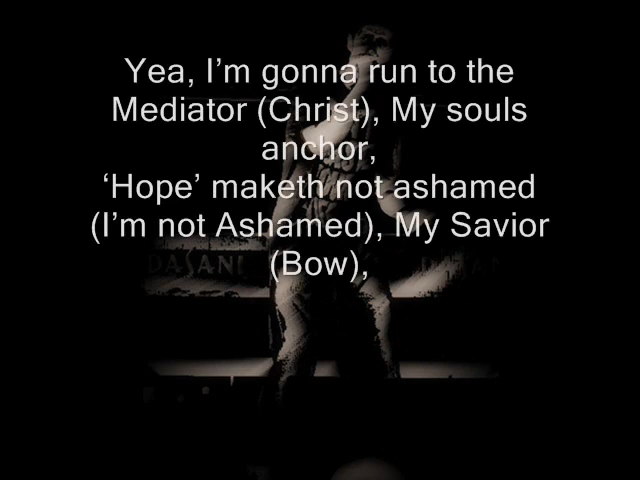 Yea, I’m gonna run to the
Mediator (Christ), My souls
anchor,
‘Hope’ maketh not ashamed
(I’m not Ashamed), My Savior
(Bow),
DASANI